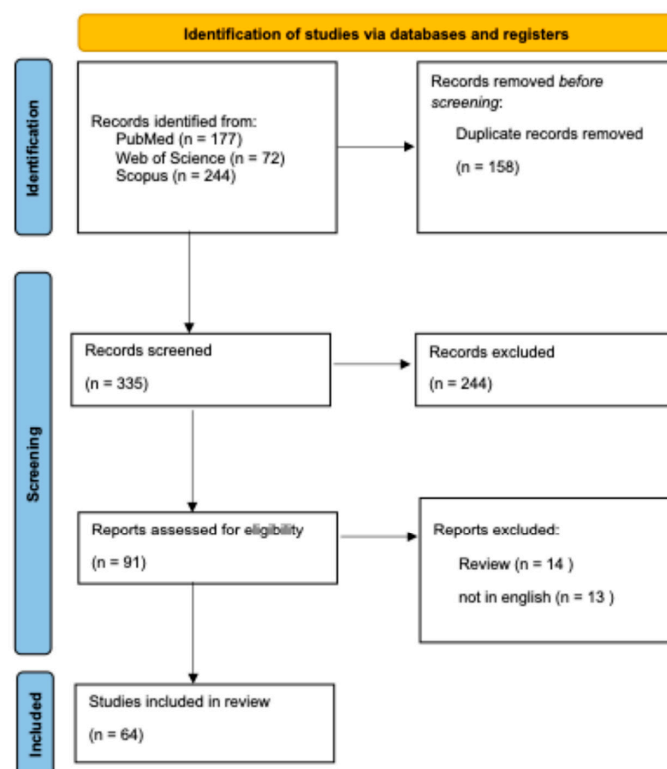 Identification of studies via databases and registers
Identification
Records identified from:
PubMed (n = 177)
Web of Science (n = 72)
Scopus (n = 244)
Records removed before
screening:
Duplicate records removed
(n = 158)
Screening
Records screened
(n = 335)
Records excluded
(n = 244)
Reports assessed for eligibility
(n = 91)
Reports excluded:
Review (n = 14 )
not in english (n = 13 )
Included
Studies included in review
(n = 64)